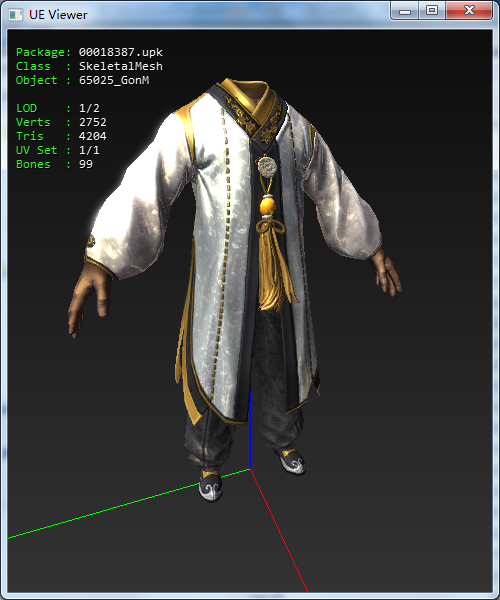 UE Viewer
Package: 00018387.upk
Class  : SkeletalMesh
Object : 65025_GonM
LOD    : 1/2
Verts  : 2752
Tris   : 4204
UV Set : 1/1
Bones  : 99